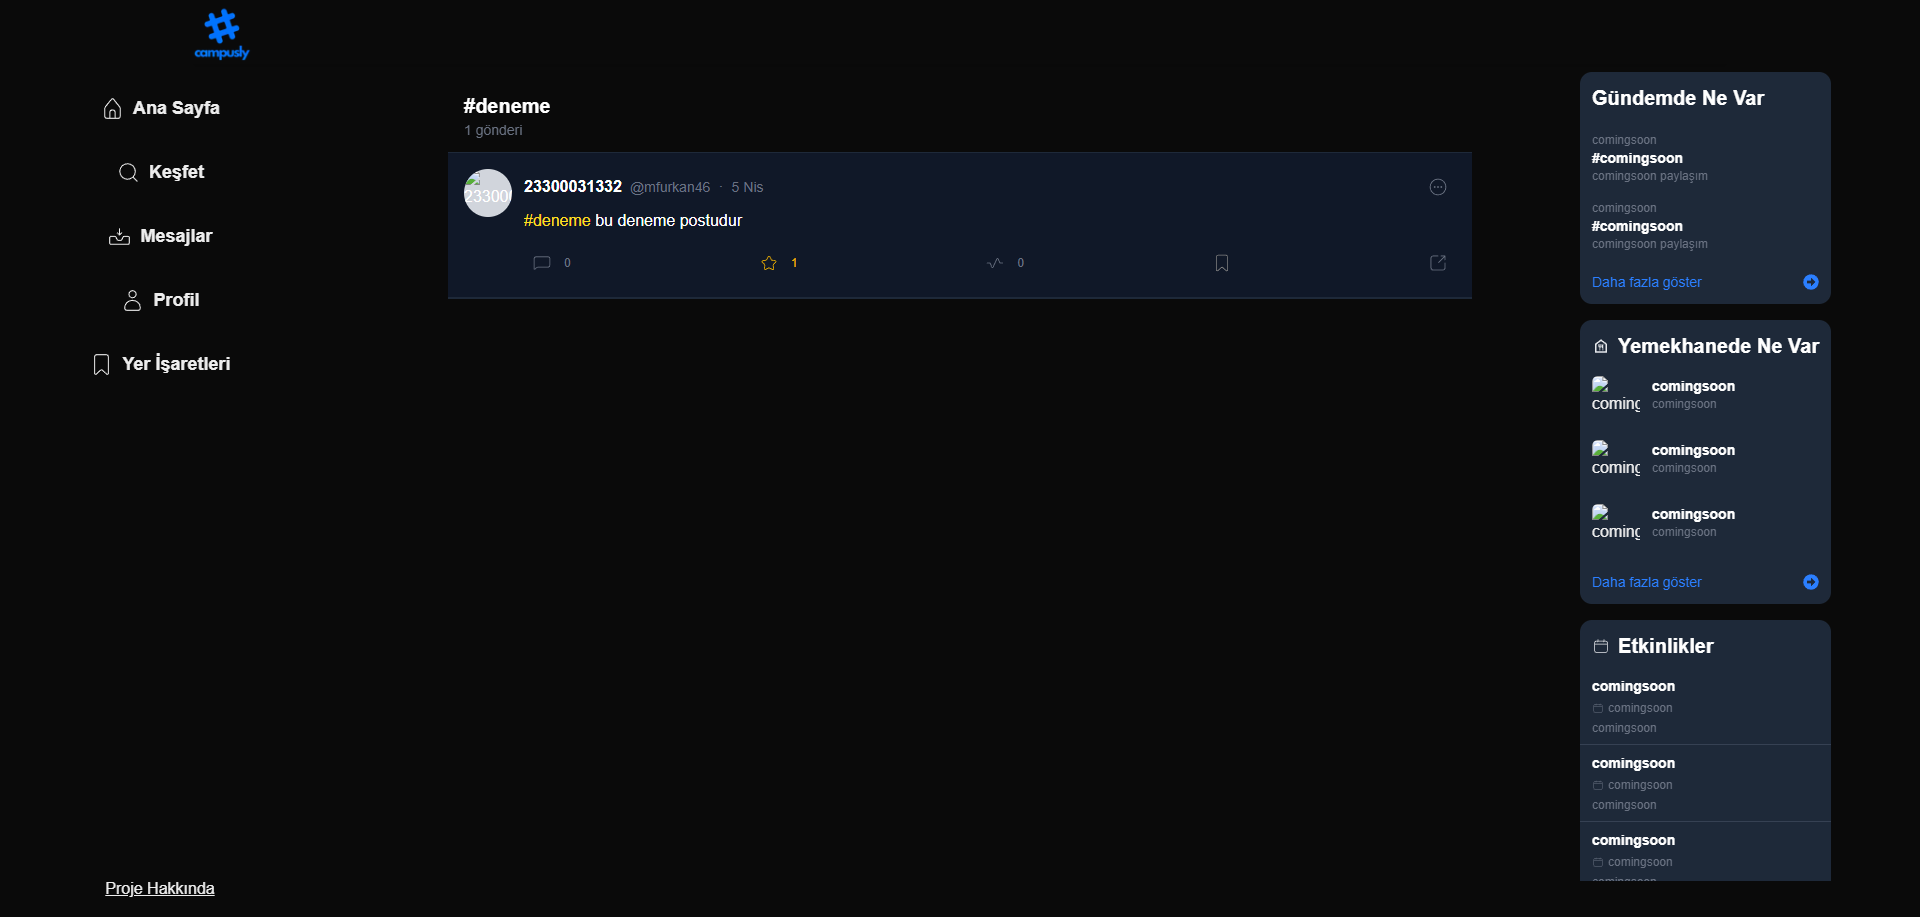 campusly
Ana Sayfa
Keşfet
Mesajlar
Profil
Yer İşaretleri
Proje Hakkında
#deneme
1 gönderi
23300
23300031332 @mfurkan46 · 5 Nis
#deneme bu deneme postudur
0
1
0
Gündemde Ne Var
comingsoon
#comingsoon
comingsoon paylaşım
comingsoon
#comingsoon
comingsoon paylaşım
Daha fazla göster
Yemekhanede Ne Var
coming
comingsoon
comingsoon
coming
comingsoon
comingsoon
coming
comingsoon
comingsoon
Daha fazla göster
Etkinlikler
comingsoon
comingsoon
comingsoon
comingsoon
comingsoon
comingsoon
comingsoon
comingsoon
comingsoon